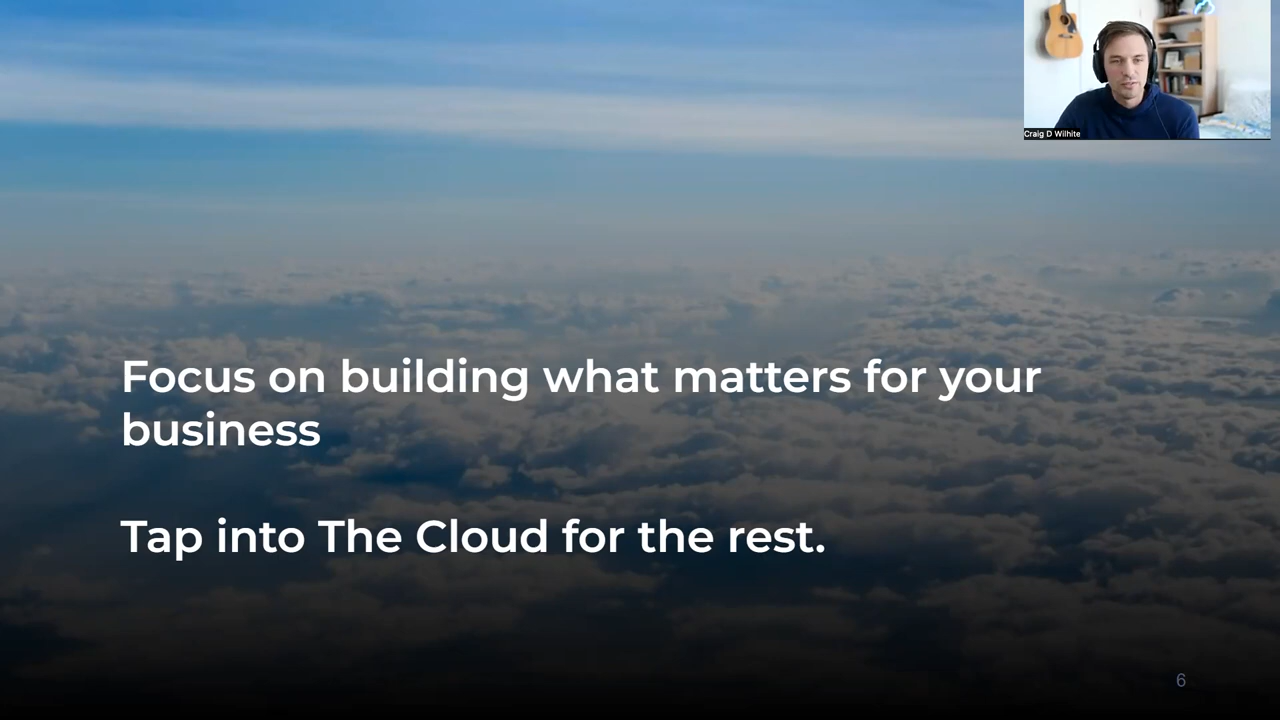 Craig D Wilhite
Focus on building what matters for your
business
Tap into The Cloud for the rest.
6